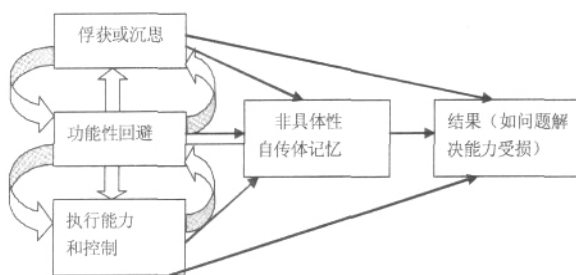 俘获或沉思
功能性回避
执行能力
和控制
非具体性
自传体记忆
结果（如问题解
决能力受损）